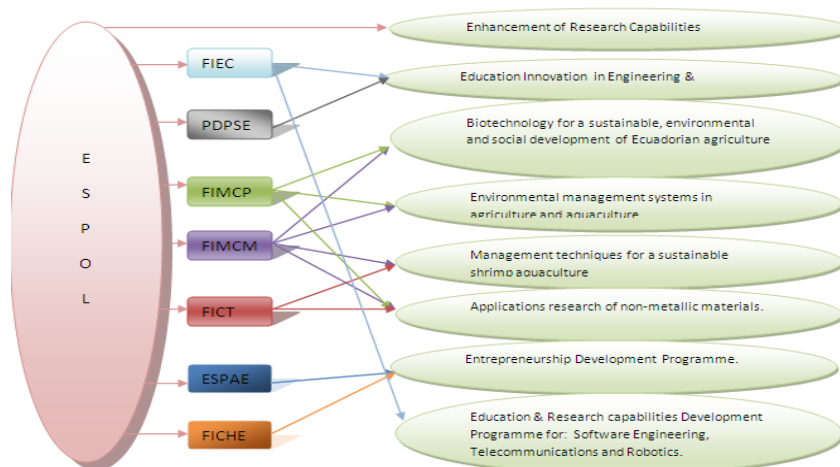 E
S
P
O
L
FIEC
PDPSE
FIMCP
FIMCM
FICT
ESPAE
FICHE
Enhancement of Research Capabilities
Education Innovation in Engineering &
Biotechnology for a sustainable, environmental
and social development of Ecuadorian agriculture
Environmental management systems in
agriculture and aquaculture
Management techniques for a sustainable
shrimp aquaculture
Applications research of non-metallic materials.
Entrepreneurship Development Programme.
Education & Research capabilities Development
Programme for: Software Engineering,
Telecommunications and Robotics.